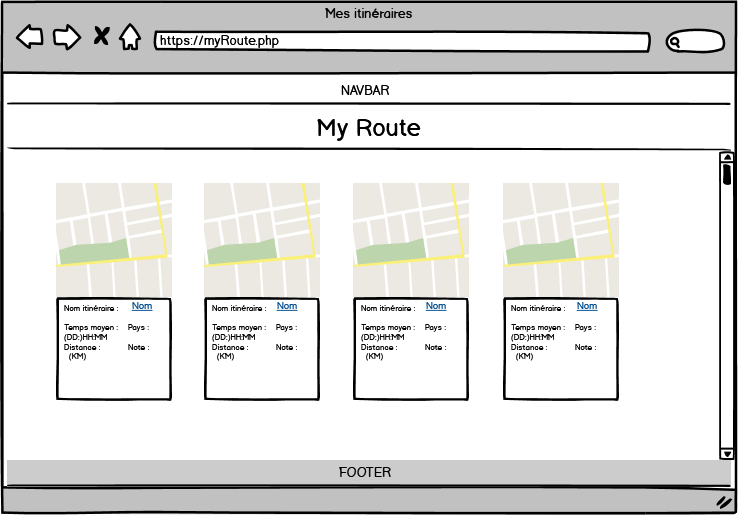 Mes itinéraires
https://myRoute.php
NAVBAR
My Route
Nom itinéraire : Nom
Temps moyen : Pays :
(DD:)HH:MM
Distance : Note :
(KM)
Nom itinéraire : Nom
Temps moyen : Pays :
(DD:)HH:MM
Distance : Note :
(KM)
Nom itinéraire : Nom
Temps moyen : Pays :
(DD:)HH:MM
Distance : Note :
(KM)
Nom itinéraire : Nom
Temps moyen : Pays :
(DD:)HH:MM
Distance : Note :
(KM)
FOOTER